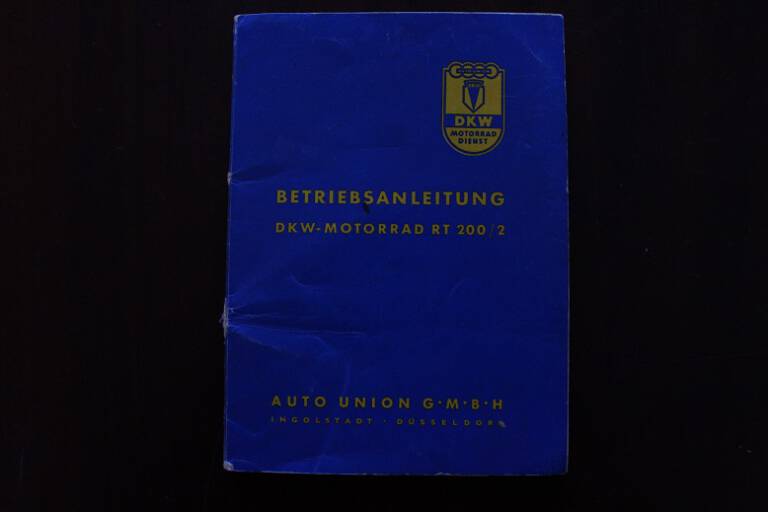 DKW
MOTORRAD
DIENST
BETRIEBSANLEITUNG
DKW-MOTORRAD RT 200/2
AUTO UNION G·M·B·H
INGOLSTADT · DÜSSELDORF